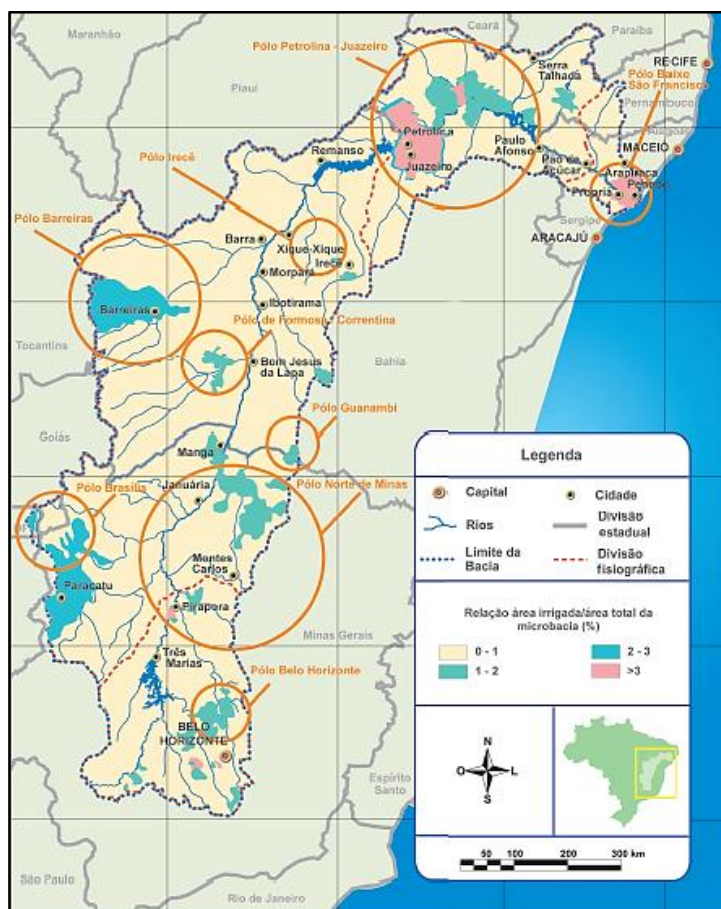 Maranhão
Ceará
Paraíba
Pólo Petrolina - Juazeiro
Serra
Talhada
RECIFE
Pólo Baixo
São Francisco
Piauí
Pernambuco
Petrolica
Juazeiro
Paulo
Afonso
Pão de
Açúcar
Alagoas
MACEIÓ
Arapiraca
Propriá
Penedo
Remanso
Pólo Irecê
Sergipe
ARACAJÚ
Pólo Barreiras
Barra
Xique-Xique
Irecê
Morpará
Barreiras
Ibotirama
Pólo de Formosa / Correntina
Tocantins
Bom Jesus
da Lapa
Bahia
Goiás
Pólo Guanambi
Manga
Pólo Brasília
Januária
Pólo Norte de Minas
DF
Montes
Carlos
Paracatu
Pirapora
Minas Gerais
Três
Marias
Pólo Belo Horizonte
BELO
HORIZONTE
Espírito
Santo
São Paulo
Rio de Janeiro
Legenda
Capital
Cidade
Rios
Divisão
estadual
Limite da
Bacia
Divisão
fisiográfica
Relação área irrigada/área total da
microbacia (%)
0 - 1
2 - 3
1 - 2
>3
N
O
L
S
50
100
200
300 km